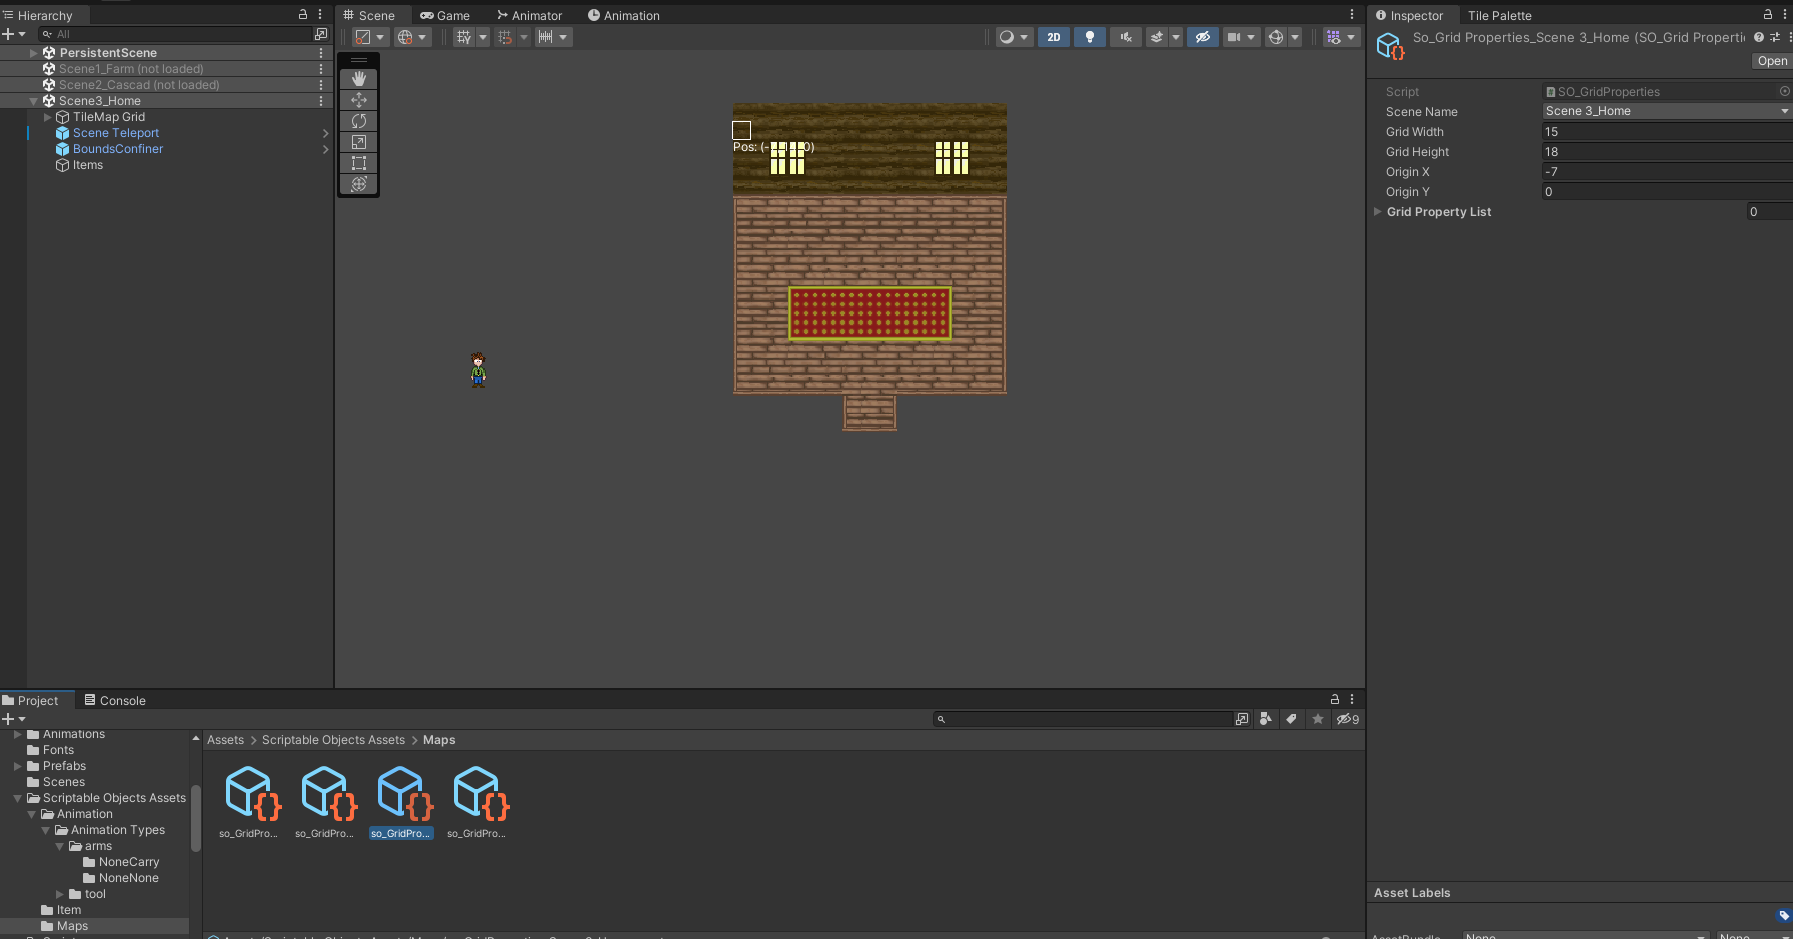 Hierarchy
All
PersistentScene
Scene1_Farm (not loaded)
Scene2_Cascad (not loaded)
Scene3_Home
TileMap Grid
Scene Teleport
BoundsConfiner
Items
Scene
Game
Animator
Animation
2D
Pos: (-
0)
Inspector
Tile Palette
So_Grid Properties_Scene 3_Home (SO_Grid Properti
Open
Script
SO_GridProperties
Scene Name
Scene 3_Home
Grid Width
15
Grid Height
18
Origin X
-7
Origin Y
0
Grid Property List
0
Project
Console
9
Animations
Fonts
Prefabs
Scenes
Scriptable Objects Assets
Animation
Animation Types
arms
NoneCarry
NoneNone
tool
Item
Maps
Assets > Scriptable Objects Assets > Maps
so_GridPro...
so_GridPro...
so_GridPro...
so_GridPro...
Asset Labels
AssetBundle
None
None